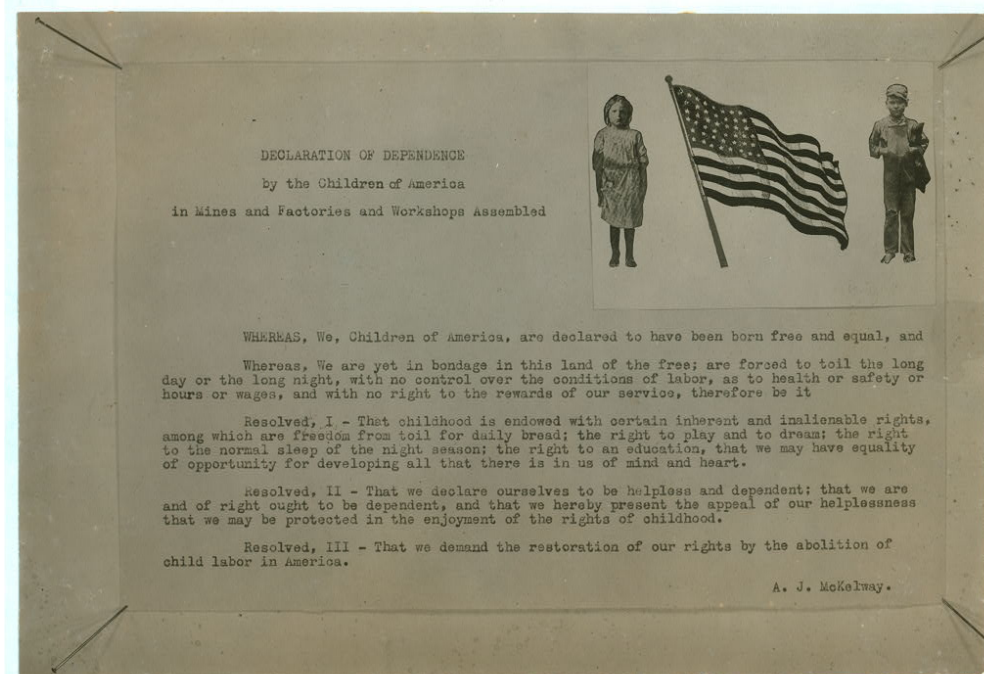 DECLARATION OF DEPENDENCE
by the Children of America
in Mines and Factories and Workshops Assembled
WHEREAS, We, Children of America, are declared to have been born free and equal, and
Whereas, We are yet in bondage in this land of the free; are forced to toil the long
day or the long night, with no control over the conditions of labor, as to health or safety or
hours or wages, and with no right to the rewards of our service, therefore be it
Resolved, I - That childhood is endowed with certain inherent and inalienable rights,
among which are freedom from toil for daily bread; the right to play and to dream; the right
to the normal sleep of the night season; the right to an education, that we may have equality
of opportunity for developing all that there is in us of mind and heart.
Resolved, II - That we declare ourselves to be helpless and dependent; that we are
and of right ought to be dependent, and that we hereby present the appeal of our helplessness
that we may be protected in the enjoyment of the rights of childhood.
Resolved, III - That we demand the restoration of our rights by the abolition of
child labor in America.
A. J. McKelway.